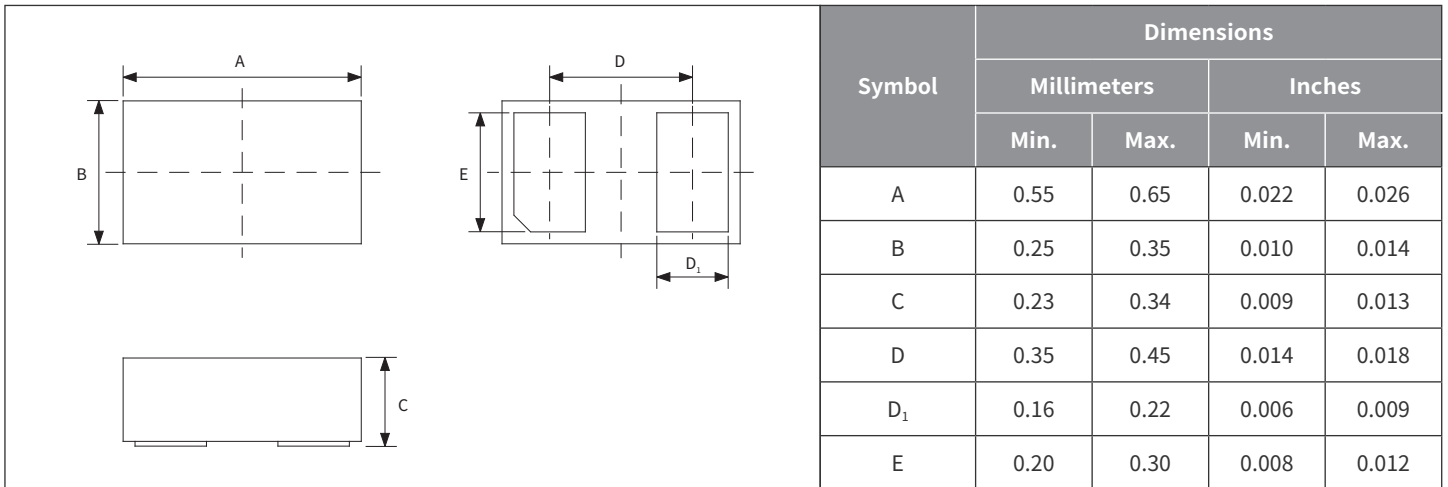 A
B
D
E
D₁
C
Dimensions
Symbol Millimeters Inches
Min. Max. Min. Max.
A 0.55 0.65 0.022 0.026
B 0.25 0.35 0.010 0.014
C 0.23 0.34 0.009 0.013
D 0.35 0.45 0.014 0.018
D₁ 0.16 0.22 0.006 0.009
E 0.20 0.30 0.008 0.012